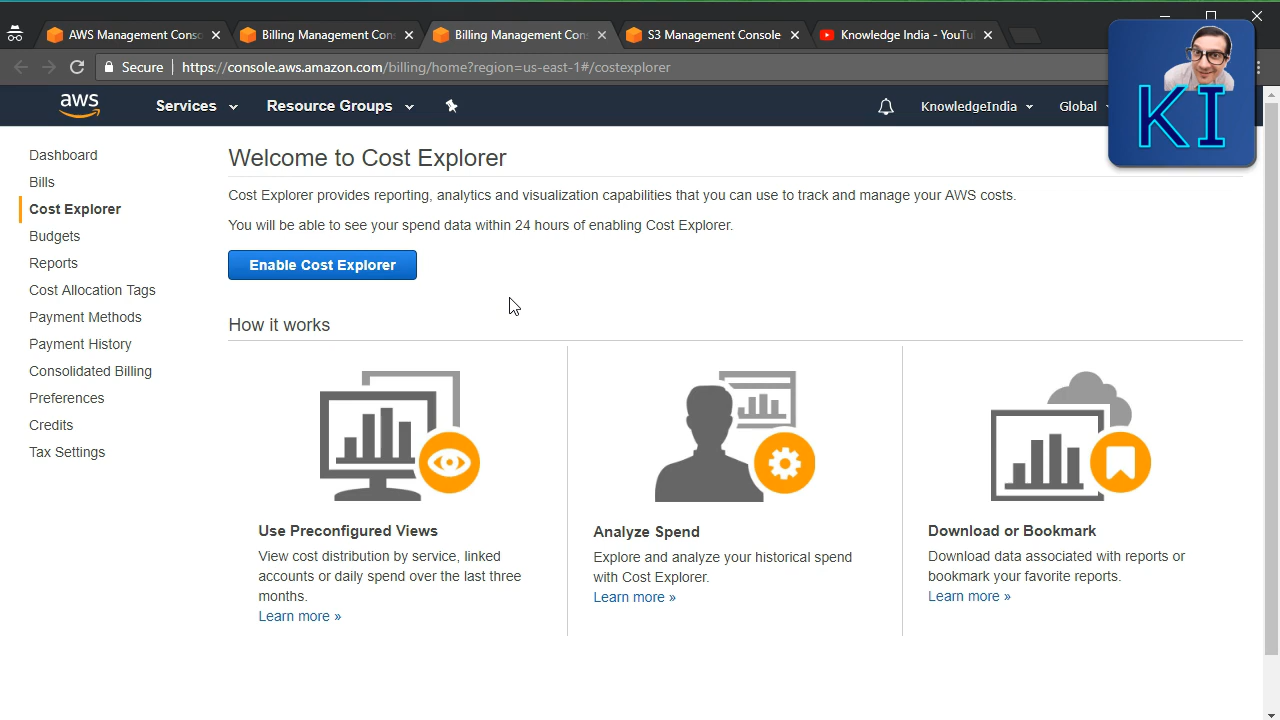 AWS Management Conso
Billing Management Con
Billing Management Con
S3 Management Console
Knowledge India - YouTu
Secure
https://console.aws.amazon.com/billing/home?region=us-east-1#/costexplorer
aws
Services
Resource Groups
KnowledgeIndia
Global
KI
Dashboard
Bills
Cost Explorer
Budgets
Reports
Cost Allocation Tags
Payment Methods
Payment History
Consolidated Billing
Preferences
Credits
Tax Settings
Welcome to Cost Explorer
Cost Explorer provides reporting, analytics and visualization capabilities that you can use to track and manage your AWS costs.
You will be able to see your spend data within 24 hours of enabling Cost Explorer.
Enable Cost Explorer
How it works
Use Preconfigured Views
View cost distribution by service, linked
accounts or daily spend over the last three
months.
Learn more »
Analyze Spend
Explore and analyze your historical spend
with Cost Explorer.
Learn more »
Download or Bookmark
Download data associated with reports or
bookmark your favorite reports.
Learn more »